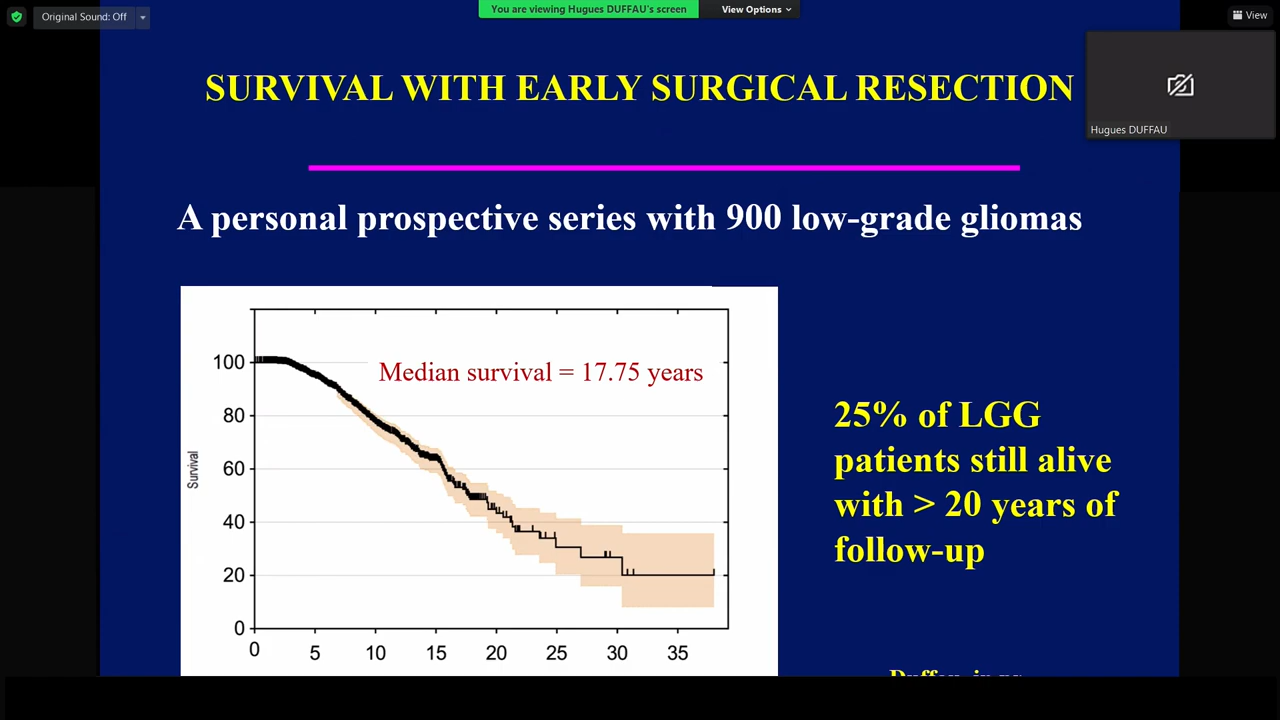 Original Sound: Off
You are viewing Hugues DUFFAU's screen
View Options
View
Hugues DUFFAU
SURVIVAL WITH EARLY SURGICAL RESECTION
A personal prospective series with 900 low-grade gliomas
Median survival = 17.75 years
Survival
100
80
60
40
20
0
0 5 10 15 20 25 30 35
25% of LGG
patients still alive
with > 20 years of
follow-up